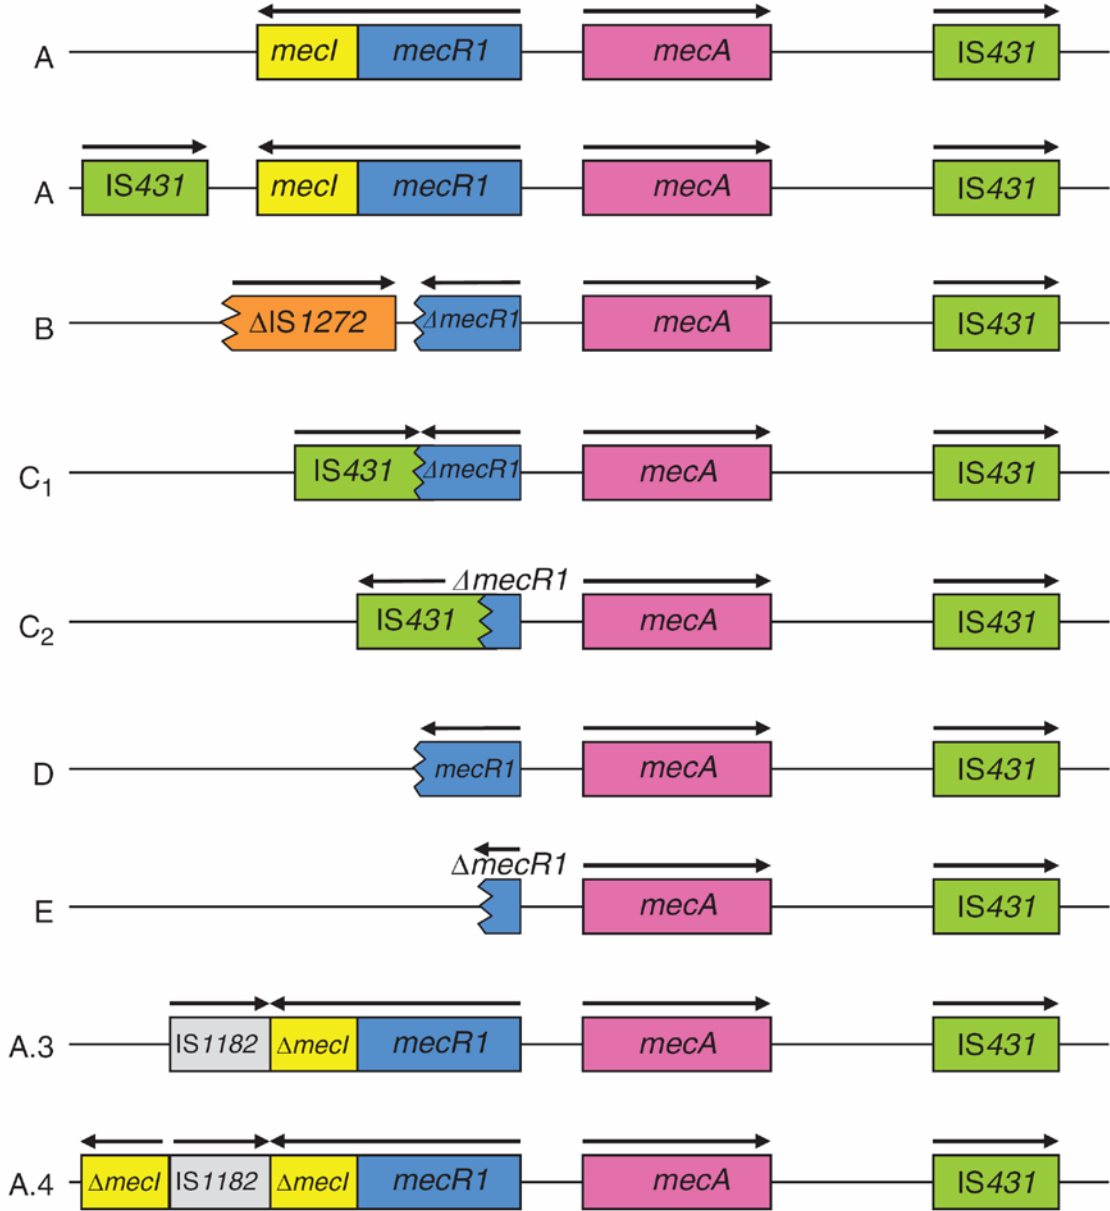 A mecI mecR1 mecA IS431
A IS431 mecI mecR1 mecA IS431
B ΔIS1272 ΔmecR1 mecA IS431
C1 IS431 ΔmecR1 mecA IS431
ΔmecR1
C2 IS431 mecA IS431
D mecR1 mecA IS431
ΔmecR1
E mecA IS431
A.3 IS1182 ΔmecI mecR1 mecA IS431
A.4 ΔmecI IS1182 ΔmecI mecR1 mecA IS431